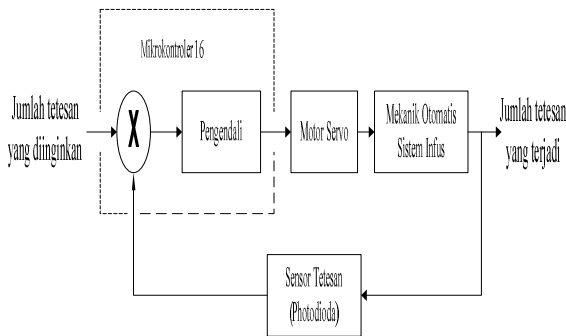 Mikrokontroler 16
Jumlah tetesan
yang diinginkan
X
Pengendali
Motor Servo
Mekanik Otomatis
Sistem Infus
Jumlah tetesan
yang terjadi
Sensor Tetesan
(Photodioda)